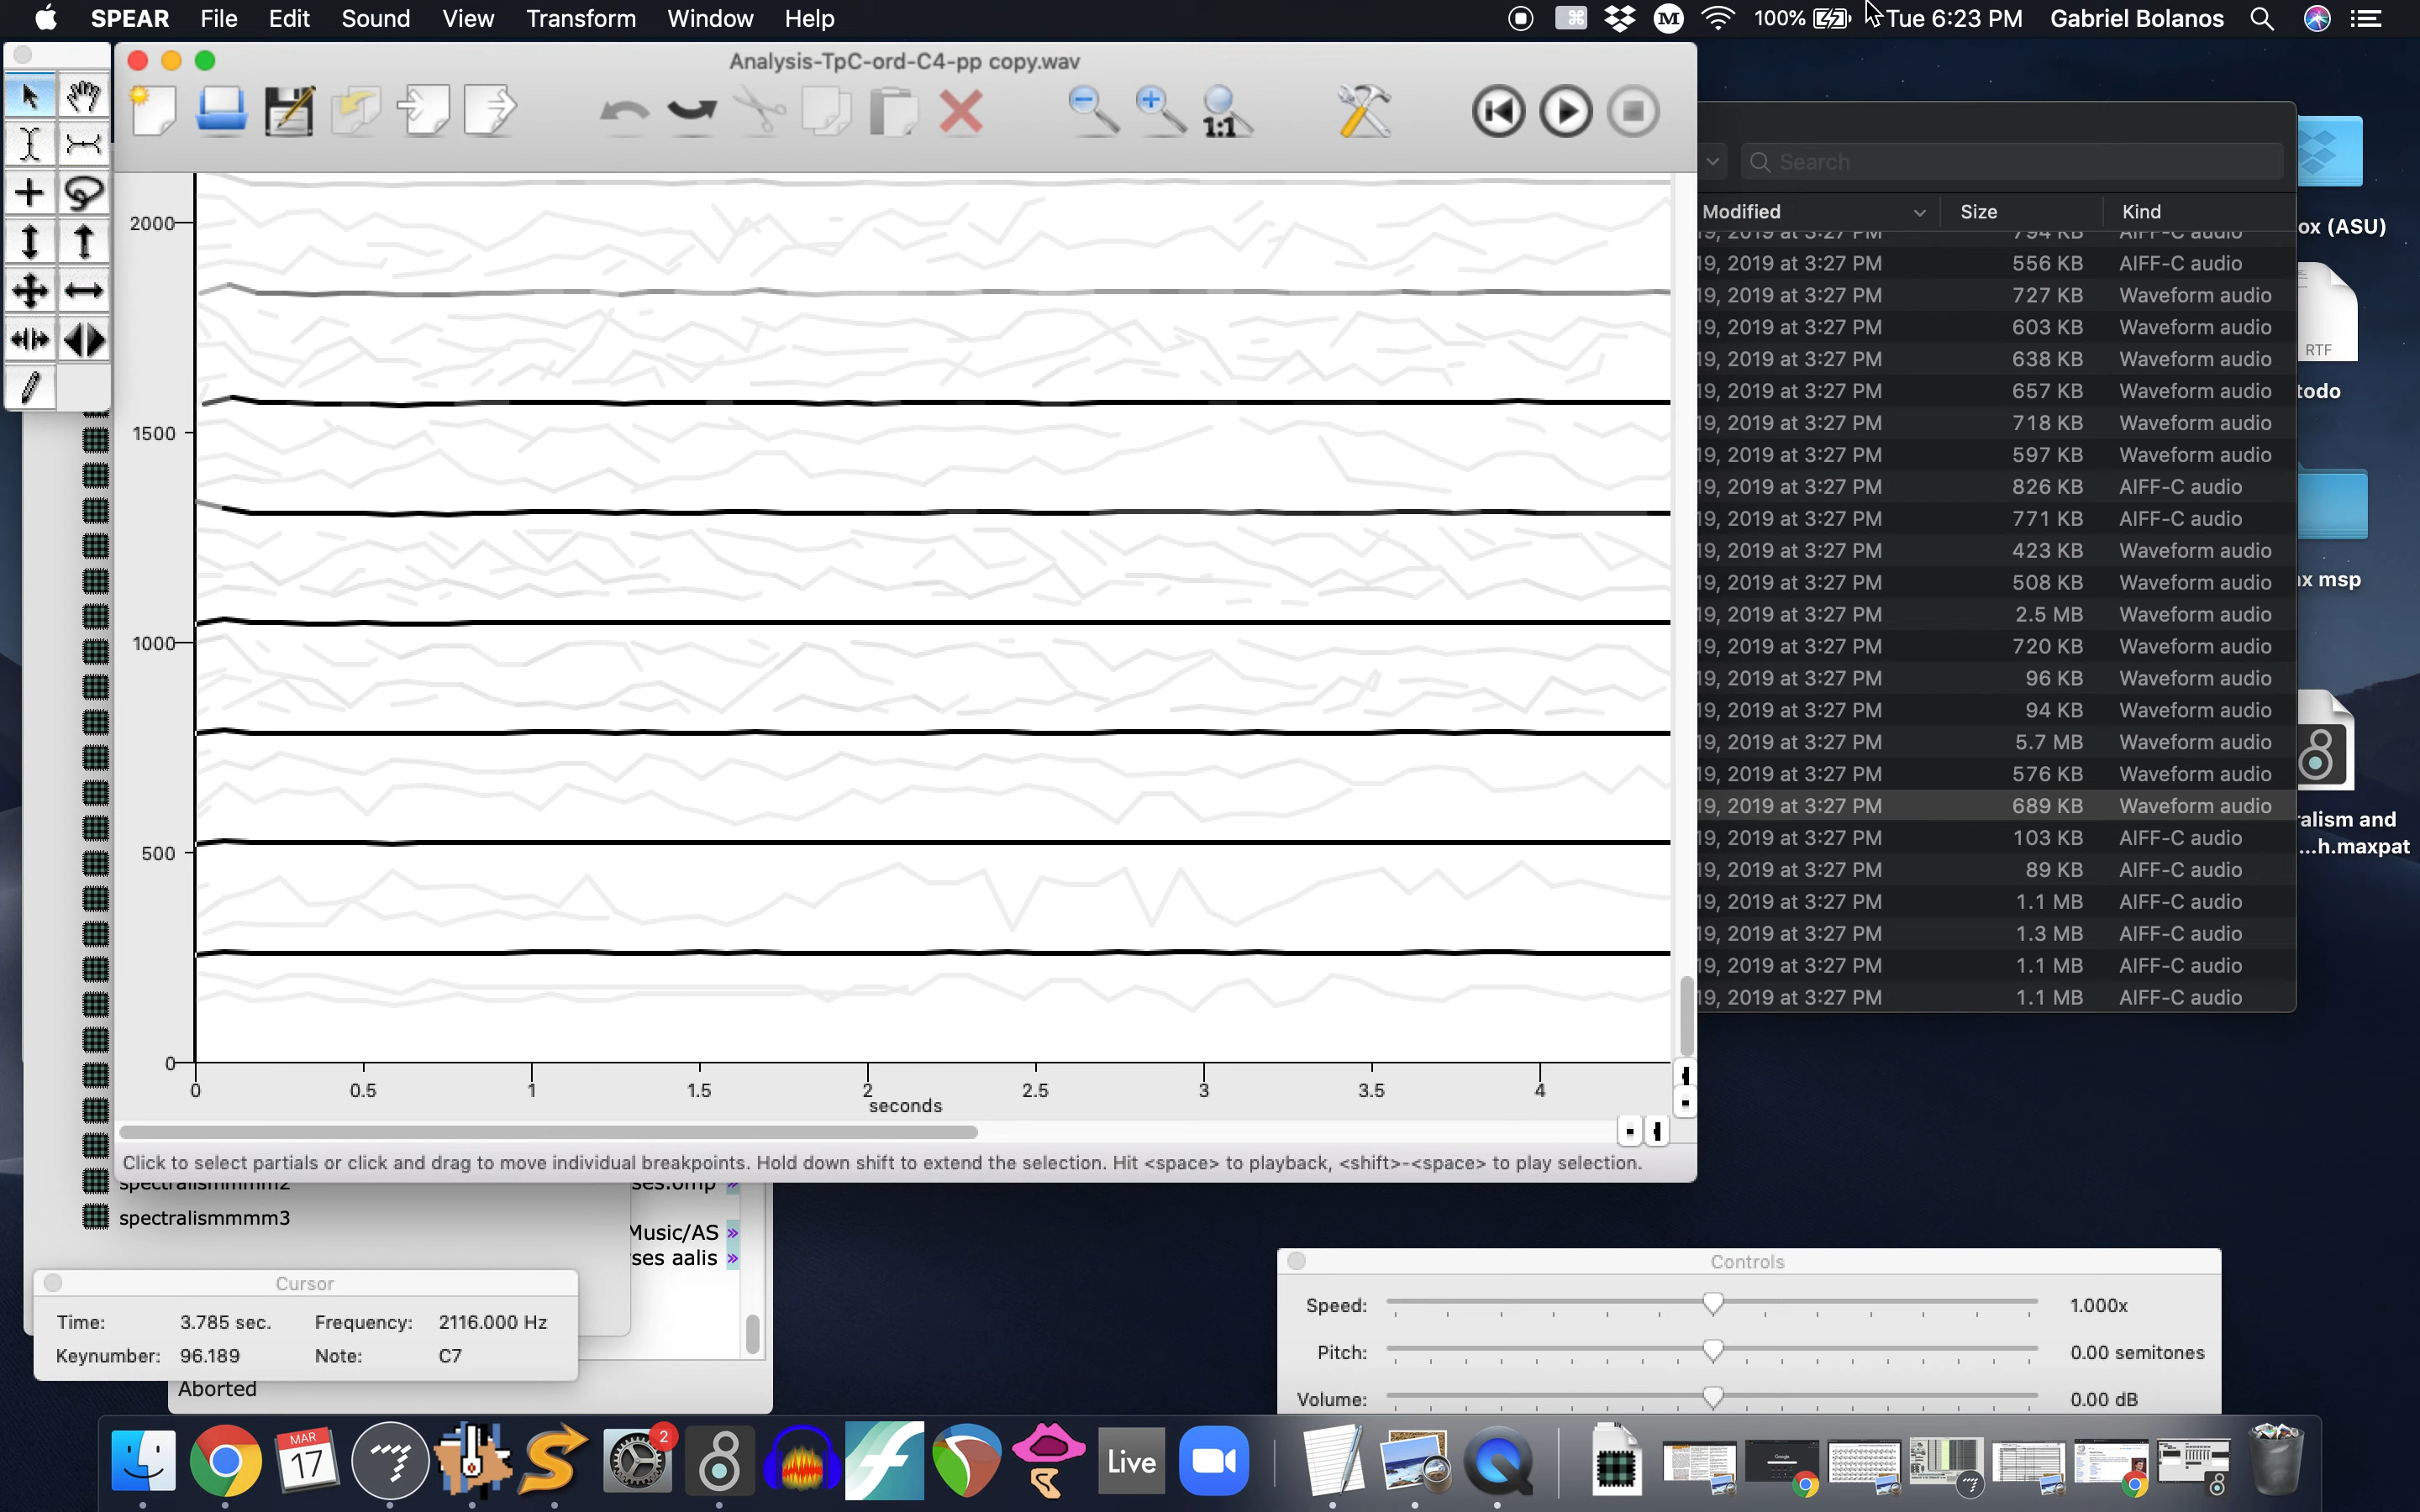 SPEAR File Edit Sound View Transform Window Help 100% Tue 6:23 PM Gabriel Bolanos
Analysis-TpC-ord-C4-pp copy.wav
1:1
Search
Modified Size Kind
ox (ASU)
19, 2019 at 3:27 PM 794 KB AIFF-C audio
19, 2019 at 3:27 PM 556 KB AIFF-C audio
19, 2019 at 3:27 PM 727 KB Waveform audio
19, 2019 at 3:27 PM 603 KB Waveform audio
RTF
19, 2019 at 3:27 PM 638 KB Waveform audio
19, 2019 at 3:27 PM 657 KB Waveform audio
todo
19, 2019 at 3:27 PM 718 KB Waveform audio
19, 2019 at 3:27 PM 597 KB Waveform audio
19, 2019 at 3:27 PM 826 KB AIFF-C audio
19, 2019 at 3:27 PM 771 KB AIFF-C audio
19, 2019 at 3:27 PM 423 KB Waveform audio
19, 2019 at 3:27 PM 508 KB Waveform audio
ax msp
19, 2019 at 3:27 PM 2.5 MB Waveform audio
19, 2019 at 3:27 PM 720 KB Waveform audio
19, 2019 at 3:27 PM 96 KB Waveform audio
19, 2019 at 3:27 PM 94 KB Waveform audio
19, 2019 at 3:27 PM 5.7 MB Waveform audio
19, 2019 at 3:27 PM 576 KB Waveform audio
19, 2019 at 3:27 PM 689 KB Waveform audio
ralism and
19, 2019 at 3:27 PM 103 KB AIFF-C audio
...h.maxpat
19, 2019 at 3:27 PM 89 KB AIFF-C audio
19, 2019 at 3:27 PM 1.1 MB AIFF-C audio
19, 2019 at 3:27 PM 1.3 MB AIFF-C audio
19, 2019 at 3:27 PM 1.1 MB AIFF-C audio
19, 2019 at 3:27 PM 1.1 MB AIFF-C audio
2000
1500
1000
500
0
0 0.5 1 1.5 2 2.5 3 3.5 4
seconds
Click to select partials or click and drag to move individual breakpoints. Hold down shift to extend the selection. Hit <space> to playback, <shift>-<space> to play selection.
spectralismmmm2 ses.omp »
spectralismmmm3
Music/AS »
ses aalis »
Cursor
Time: 3.785 sec. Frequency: 2116.000 Hz
Keynumber: 96.189 Note: C7
Aborted
Controls
Speed: 1.000x
Pitch: 0.00 semitones
Volume: 0.00 dB
MAR
17
2
Live